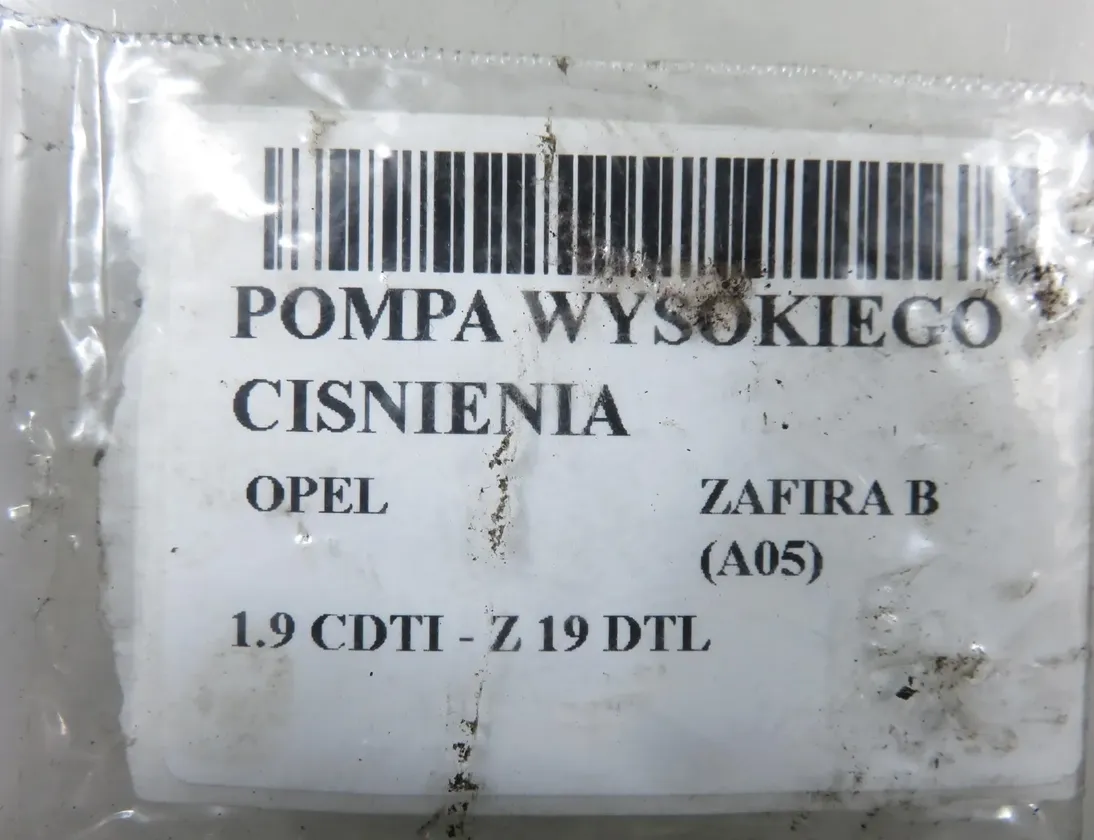 POMPA WYSOKIEGO
CISNIENIA
OPEL ZAFIRA B
(A05)
1.9 CDTI - Z 19 DTL